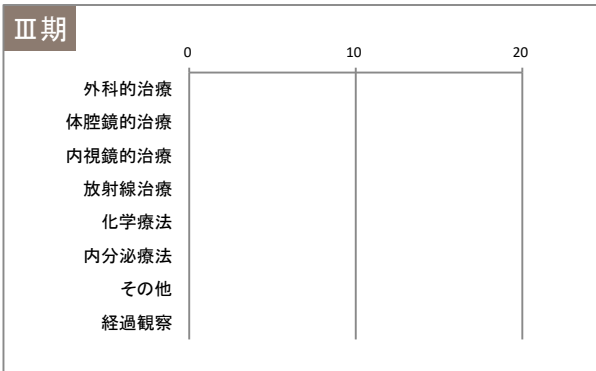 Ⅲ期
0 10 20
外科的治療
体腔鏡的治療
内視鏡的治療
放射線治療
化学療法
内分泌療法
その他
経過観察